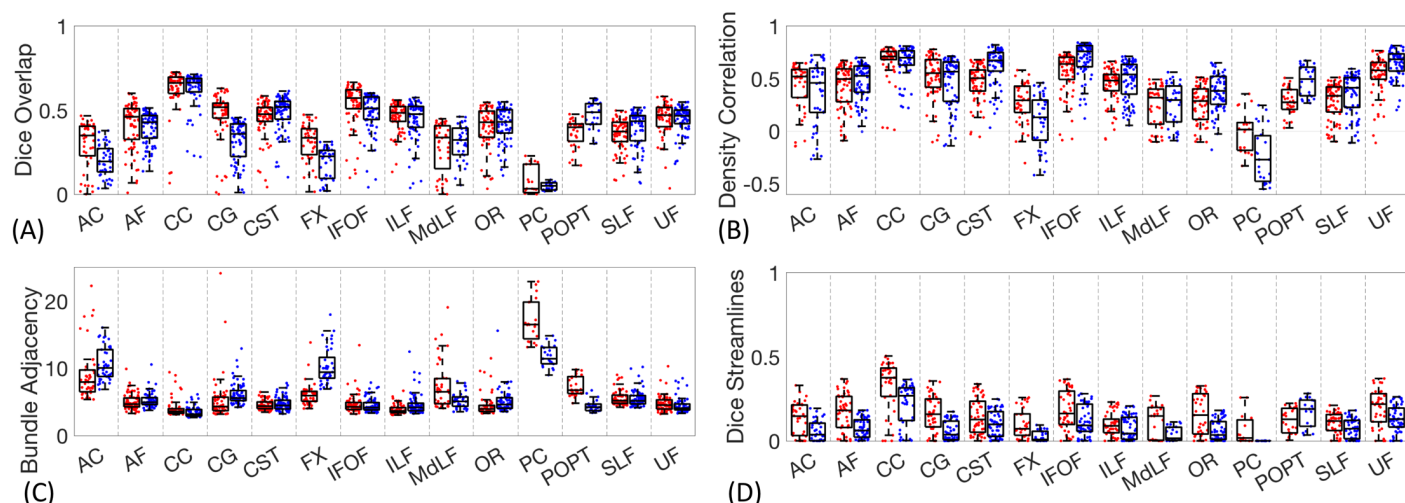 1
0.5
0
Dice Overlap
AC AF CC CG CST FX IFOF ILF MdLF OR PC POPT SLF UF
(A)
1
0.5
0
-0.5
Density Correlation
AC AF CC CG CST FX IFOF ILF MdLF OR PC POPT SLF UF
(B)
20
10
0
Bundle Adjacency
AC AF CC CG CST FX IFOF ILF MdLF OR PC POPT SLF UF
(C)
1
0.5
0
Dice Streamlines
AC AF CC CG CST FX IFOF ILF MdLF OR PC POPT SLF UF
(D)